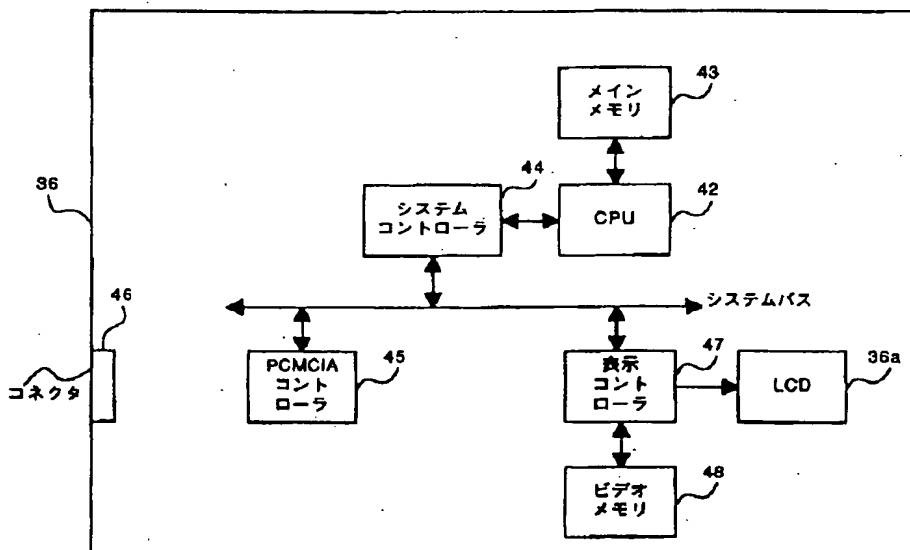 43
メイン
メモリ
44
42
36
システム
コントローラ
CPU
システムバス
46
コネクタ
PCMCIA
コント
ローラ
45
表示
コント
ローラ
47
LCD
36a
ビデオ
メモリ
48